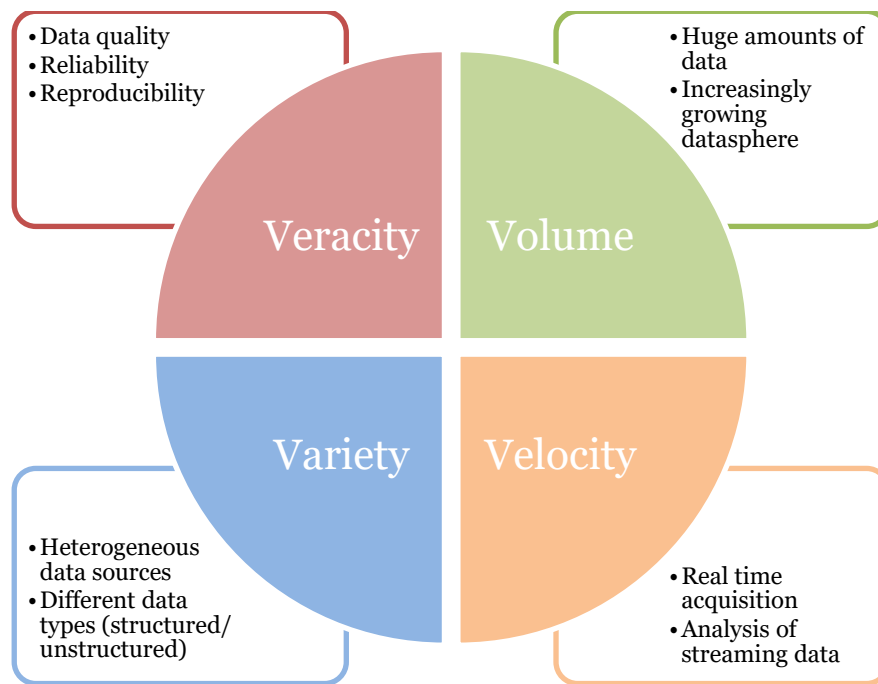 • Data quality
• Reliability
• Reproducibility
• Huge amounts of
data
• Increasingly
growing
datasphere
Veracity
Volume
Variety
Velocity
• Heterogeneous
data sources
• Different data
types (structured/
unstructured)
• Real time
acquisition
• Analysis of
streaming data